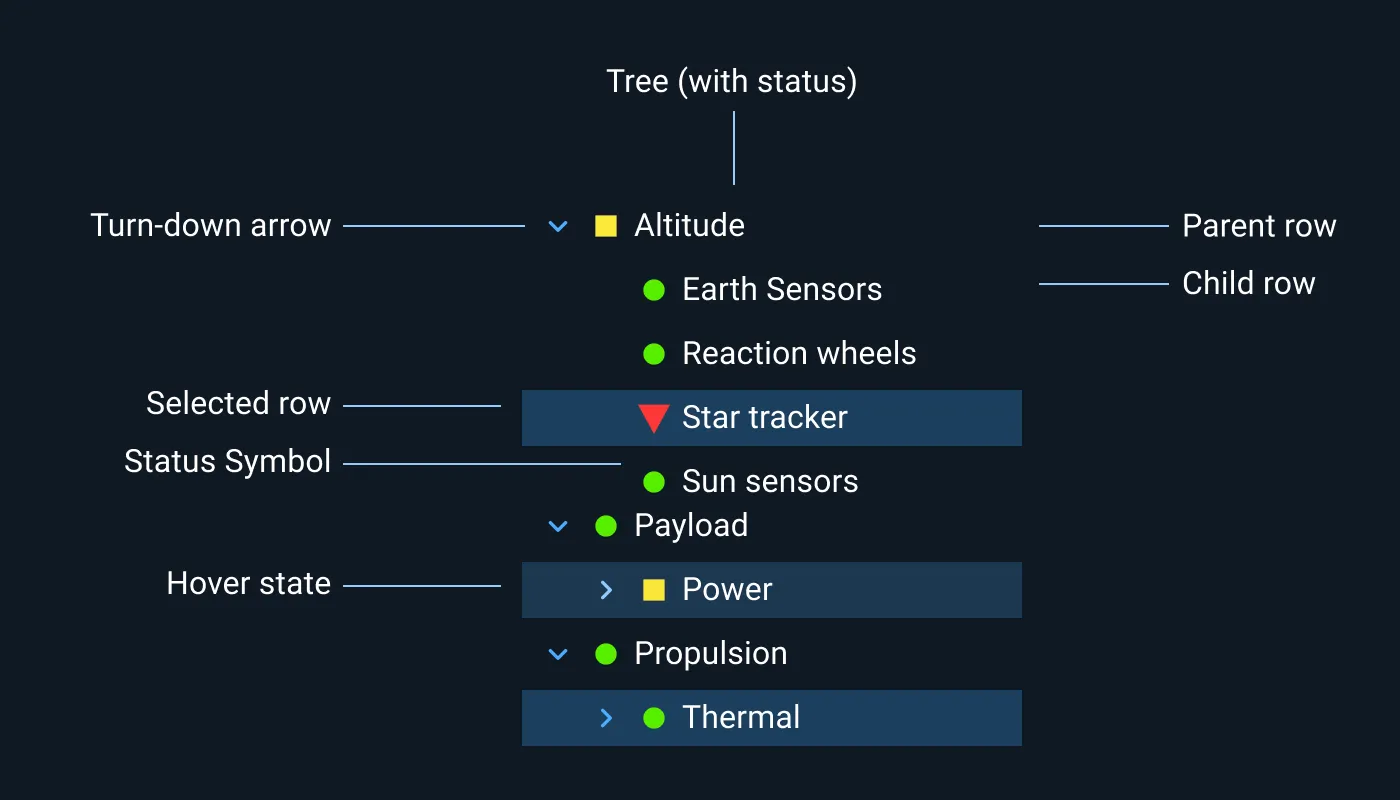 Tree (with status)
Turn-down arrow
Altitude
Parent row
Earth Sensors
Child row
Reaction wheels
Selected row
Star tracker
Status Symbol
Sun sensors
Payload
Hover state
Power
Propulsion
Thermal